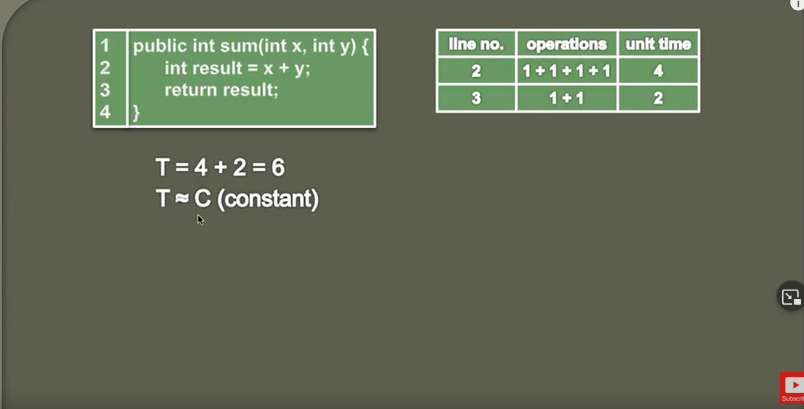 1 public int sum(int x, int y) {
2 int result = x + y;
3 return result;
4 }
line no. operations unit time
2 1 + 1 + 1 + 1 4
3 1 + 1 2
T = 4 + 2 = 6
T ≈ C (constant)